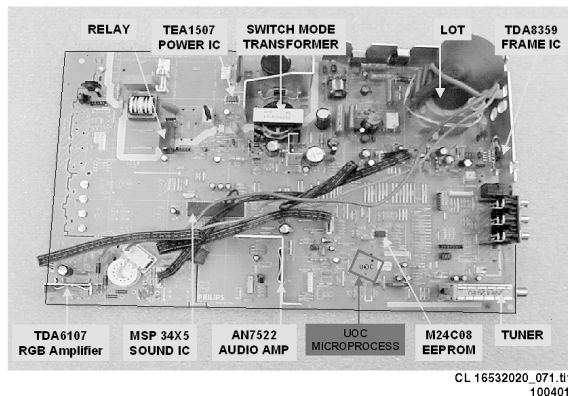 RELAY
TEA1507
POWER IC
SWITCH MODE
TRANSFORMER
LOT
TDA8359
FRAME IC
UOC
PHILIPS
TDA6107
RGB Amplifier
MSP 34X5
SOUND IC
AN7522
AUDIO AMP
UOC
MICROPROCESS
M24C08
EEPROM
TUNER
CL 16532020_071.ti
100401